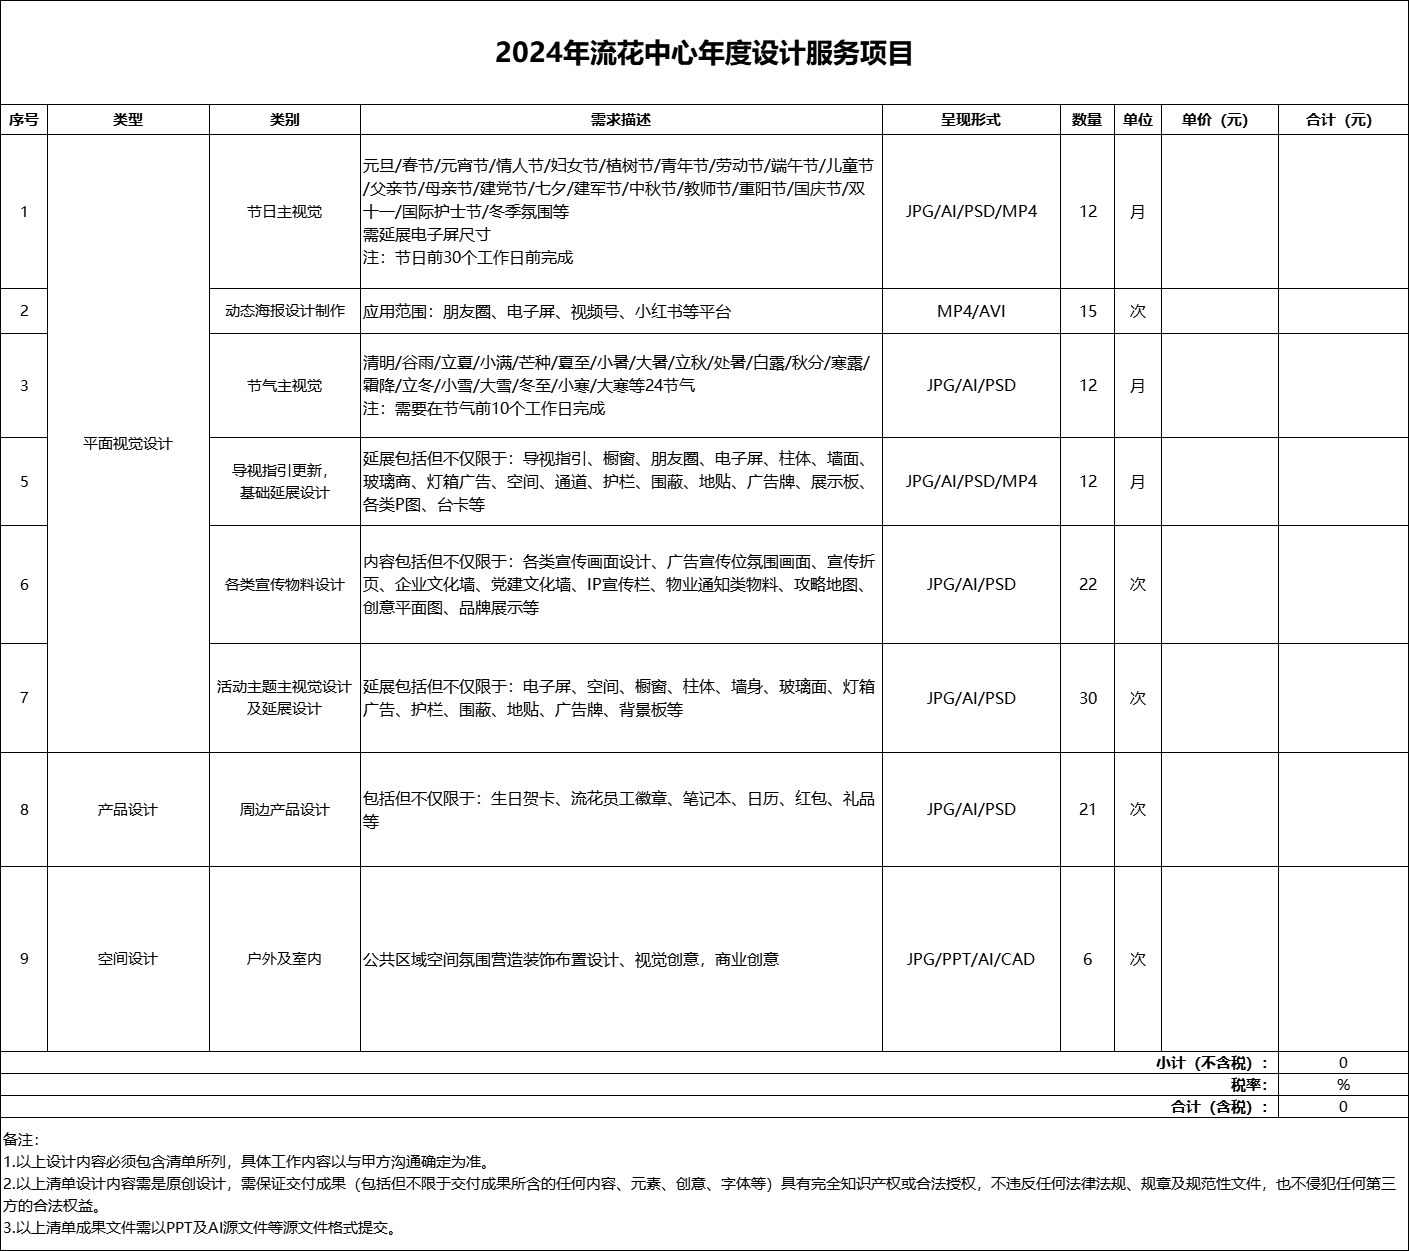 2024年流花中心年度设计服务项目
序号 类型 类别 需求描述 呈现形式 数量 单位 单价（元） 合计（元）
1
平面视觉设计
节日主视觉
元旦/春节/元宵节/情人节/妇女节/植树节/青年节/劳动节/端午节/儿童节
/父亲节/母亲节/建党节/七夕/建军节/中秋节/教师节/重阳节/国庆节/双
十一/国际护士节/冬季氛围等
需延展电子屏尺寸
注：节日前30个工作日前完成
JPG/AI/PSD/MP4 12 月
2 动态海报设计制作 应用范围：朋友圈、电子屏、视频号、小红书等平台 MP4/AVI 15 次
3 节气主视觉
清明/谷雨/立夏/小满/芒种/夏至/小暑/大暑/立秋/处暑/白露/秋分/寒露/
霜降/立冬/小雪/大雪/冬至/小寒/大寒等24节气
注：需要在节气前10个工作日完成
JPG/AI/PSD 12 月
5
导视指引更新，
基础延展设计
延展包括但不仅限于：导视指引、橱窗、朋友圈、电子屏、柱体、墙面、
玻璃商、灯箱广告、空间、通道、护栏、围蔽、地贴、广告牌、展示板、
各类P图、台卡等
JPG/AI/PSD/MP4 12 月
6 各类宣传物料设计
内容包括但不仅限于：各类宣传画面设计、广告宣传位氛围画面、宣传折
页、企业文化墙、党建文化墙、IP宣传栏、物业通知类物料、攻略地图、
创意平面图、品牌展示等
JPG/AI/PSD 22 次
7
活动主题主视觉设计
及延展设计
延展包括但不仅限于：电子屏、空间、橱窗、柱体、墙身、玻璃面、灯箱
广告、护栏、围蔽、地贴、广告牌、背景板等
JPG/AI/PSD 30 次
8 产品设计 周边产品设计
包括但不仅限于：生日贺卡、流花员工徽章、笔记本、日历、红包、礼品
等
JPG/AI/PSD 21 次
9 空间设计 户外及室内 公共区域空间氛围营造装饰布置设计、视觉创意，商业创意 JPG/PPT/AI/CAD 6 次
小计（不含税）： 0
税率： %
合计（含税）： 0
备注：
1.以上设计内容必须包含清单所列，具体工作内容以与甲方沟通确定为准。
2.以上清单设计内容需是原创设计，需保证交付成果（包括但不限于交付成果所含的任何内容、元素、创意、字体等）具有完全知识产权或合法授权，不违反任何法律法规、规章及规范性文件，也不侵犯任何第三
方的合法权益。
3.以上清单成果文件需以PPT及AI源文件等源文件格式提交。